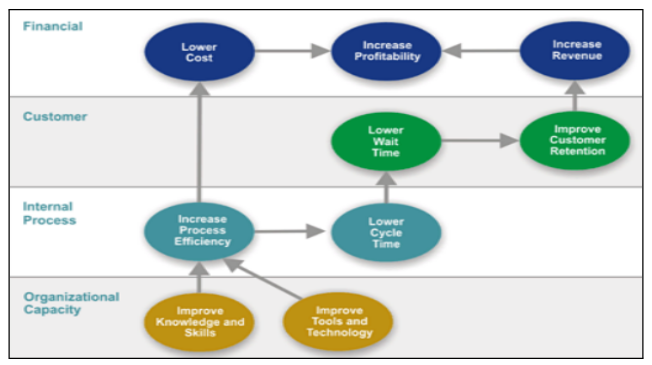 Financial
Lower
Cost
Increase
Profitability
Increase
Revenue
Customer
Lower
Wait
Time
Improve
Customer
Retention
Internal
Process
Increase
Process
Efficiency
Lower
Cycle
Time
Organizational
Capacity
Improve
Knowledge and
Skills
Improve
Tools and
Technology